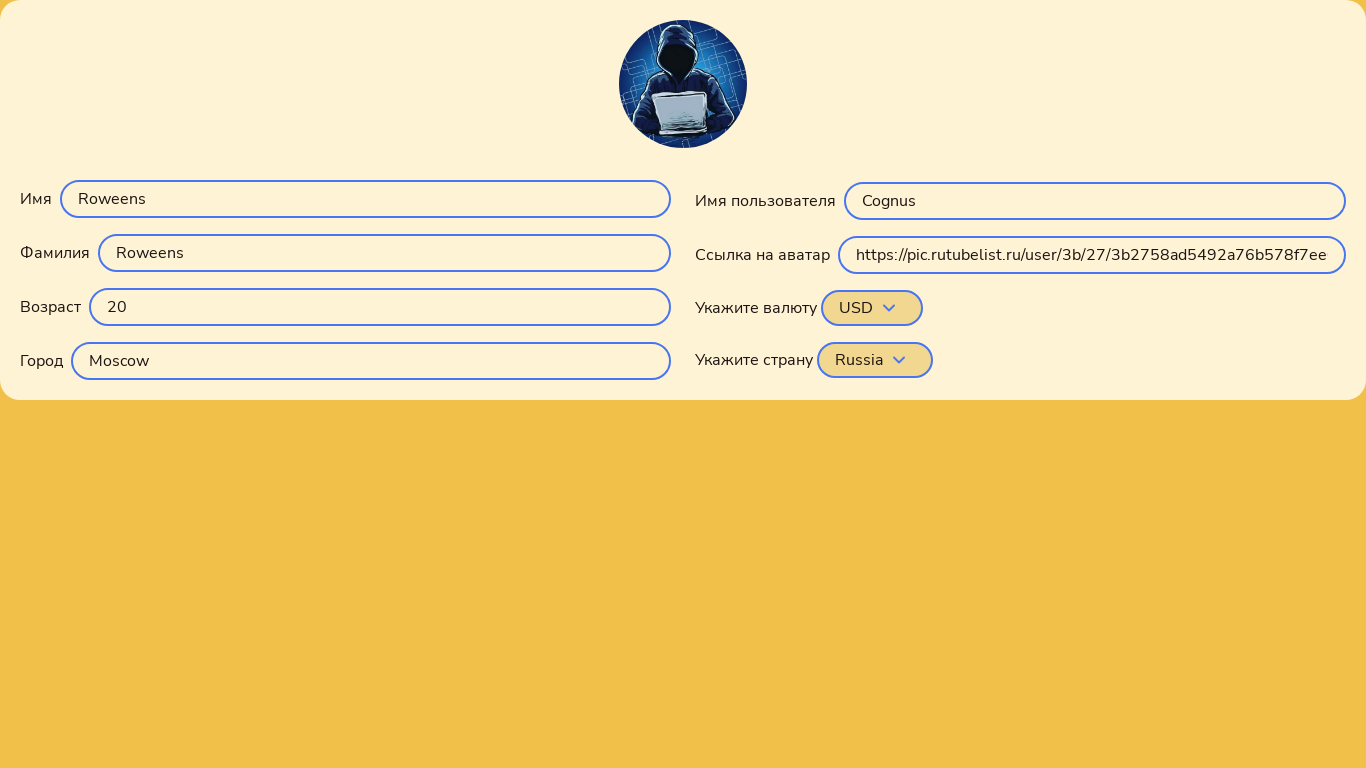 Имя Roweens
Фамилия Roweens
Возраст 20
Город Moscow
Имя пользователя Cognus
Ссылка на аватар https://pic.rutubelist.ru/user/3b/27/3b2758ad5492a76b578f7ee
Укажите валюту USD
Укажите страну Russia